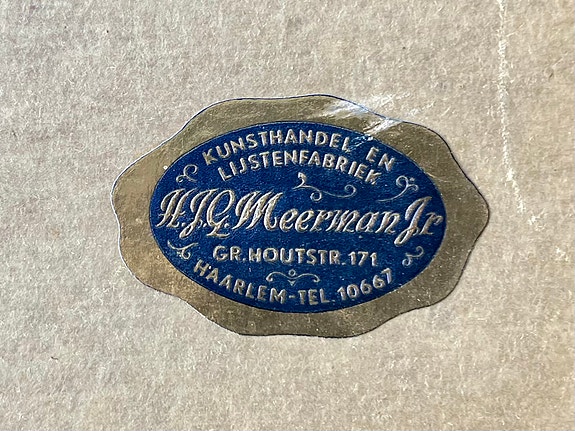 KUNSTHANDEL EN
LIJSTENFABRIEK
H.J.G. Meerman Jr
GR. HOUTSTR. 171
HAARLEM-TEL 10667